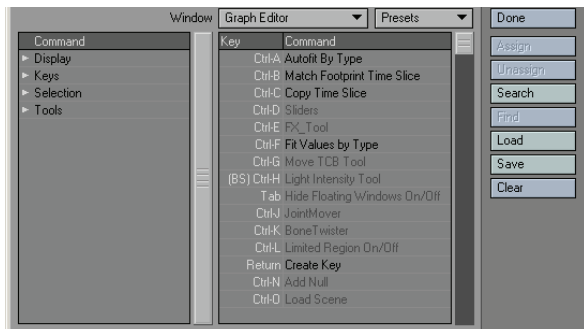 Window Graph Editor Presets Done
Command Key Command
Assign
Display Ctrl-A Autofit By Type
Keys Ctrl-B Match Footprint Time Slice Unassign
Selection Ctrl-C Copy Time Slice Search
Tools Ctrl-D Sliders
Ctrl-E FX_Tool Find
Ctrl-F Fit Values by Type Load
Ctrl-G Move TCB Tool Save
(BS) Ctrl-H Light Intensity Tool
Tab Hide Floating Windows On/Off Clear
Ctrl-J JointMover
Ctrl-K BoneTwister
Ctrl-L Limited Region On/Off
Return Create Key
Ctrl-N Add Null
Ctrl-O Load Scene